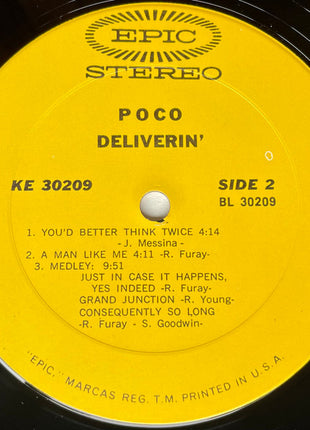 EPIC
STEREO
POCO
DELIVERIN'
KE 30209 SIDE 2
BL 30209
1. YOU'D BETTER THINK TWICE 4:14
-J. Messina-
2. A MAN LIKE ME 4:11 -R. Furay-
3. MEDLEY: 9:51
JUST IN CASE IT HAPPENS,
YES INDEED -R. Furay-
GRAND JUNCTION -R. Young-
CONSEQUENTLY SO LONG
-R. Furay - S. Goodwin-
"EPIC," MARCAS REG. T.M. PRINTED IN U.S.A.